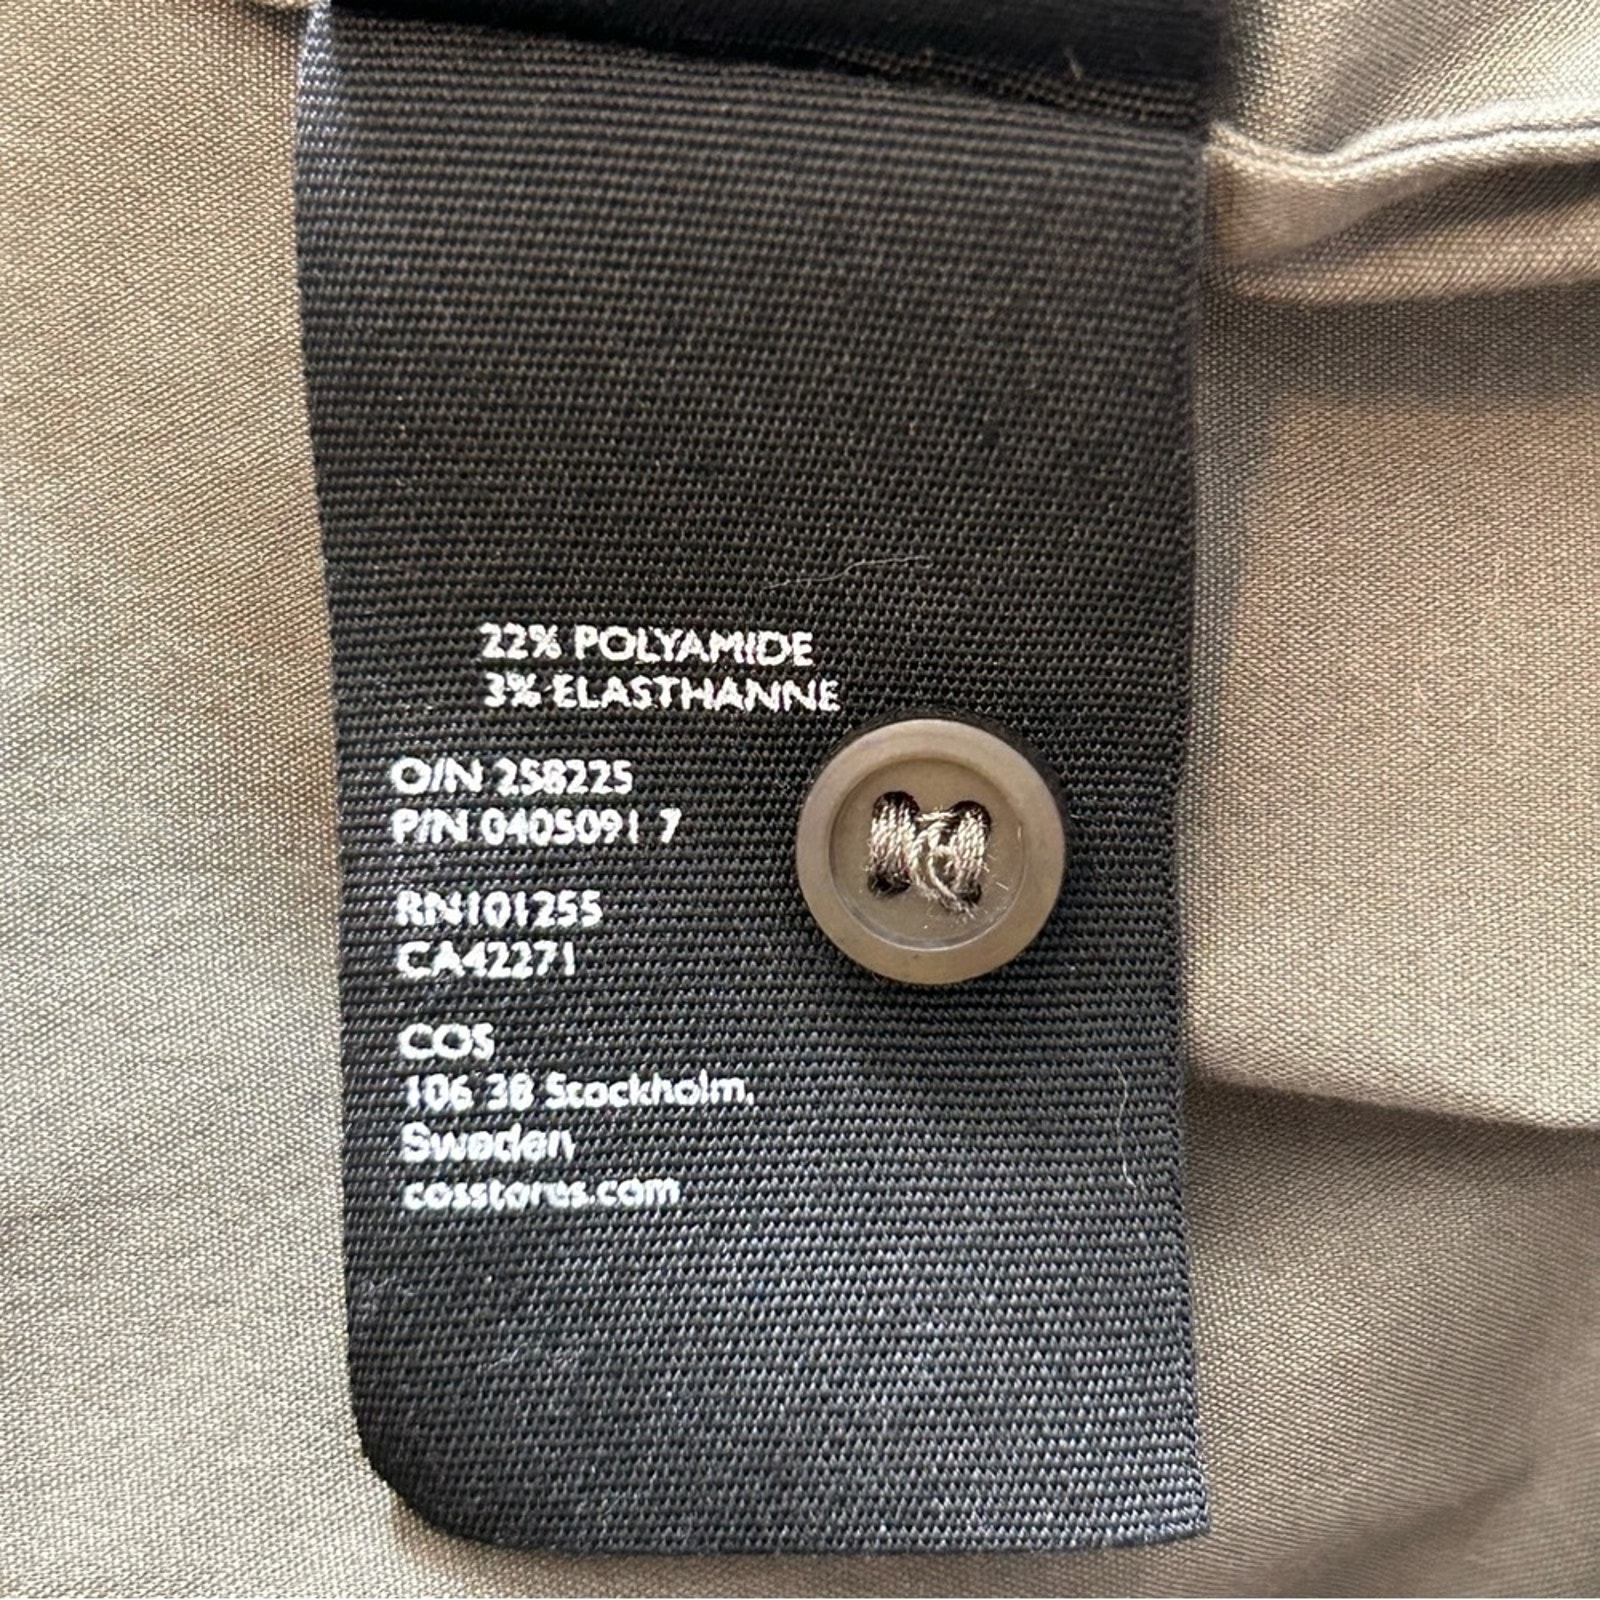 22% POLYAMIDE
3% ELASTHANNE
O/N 258225
P/N 0405091 7
RN101255
CA42271
COS
106 38 Stockholm,
Sweden
cosstores.com